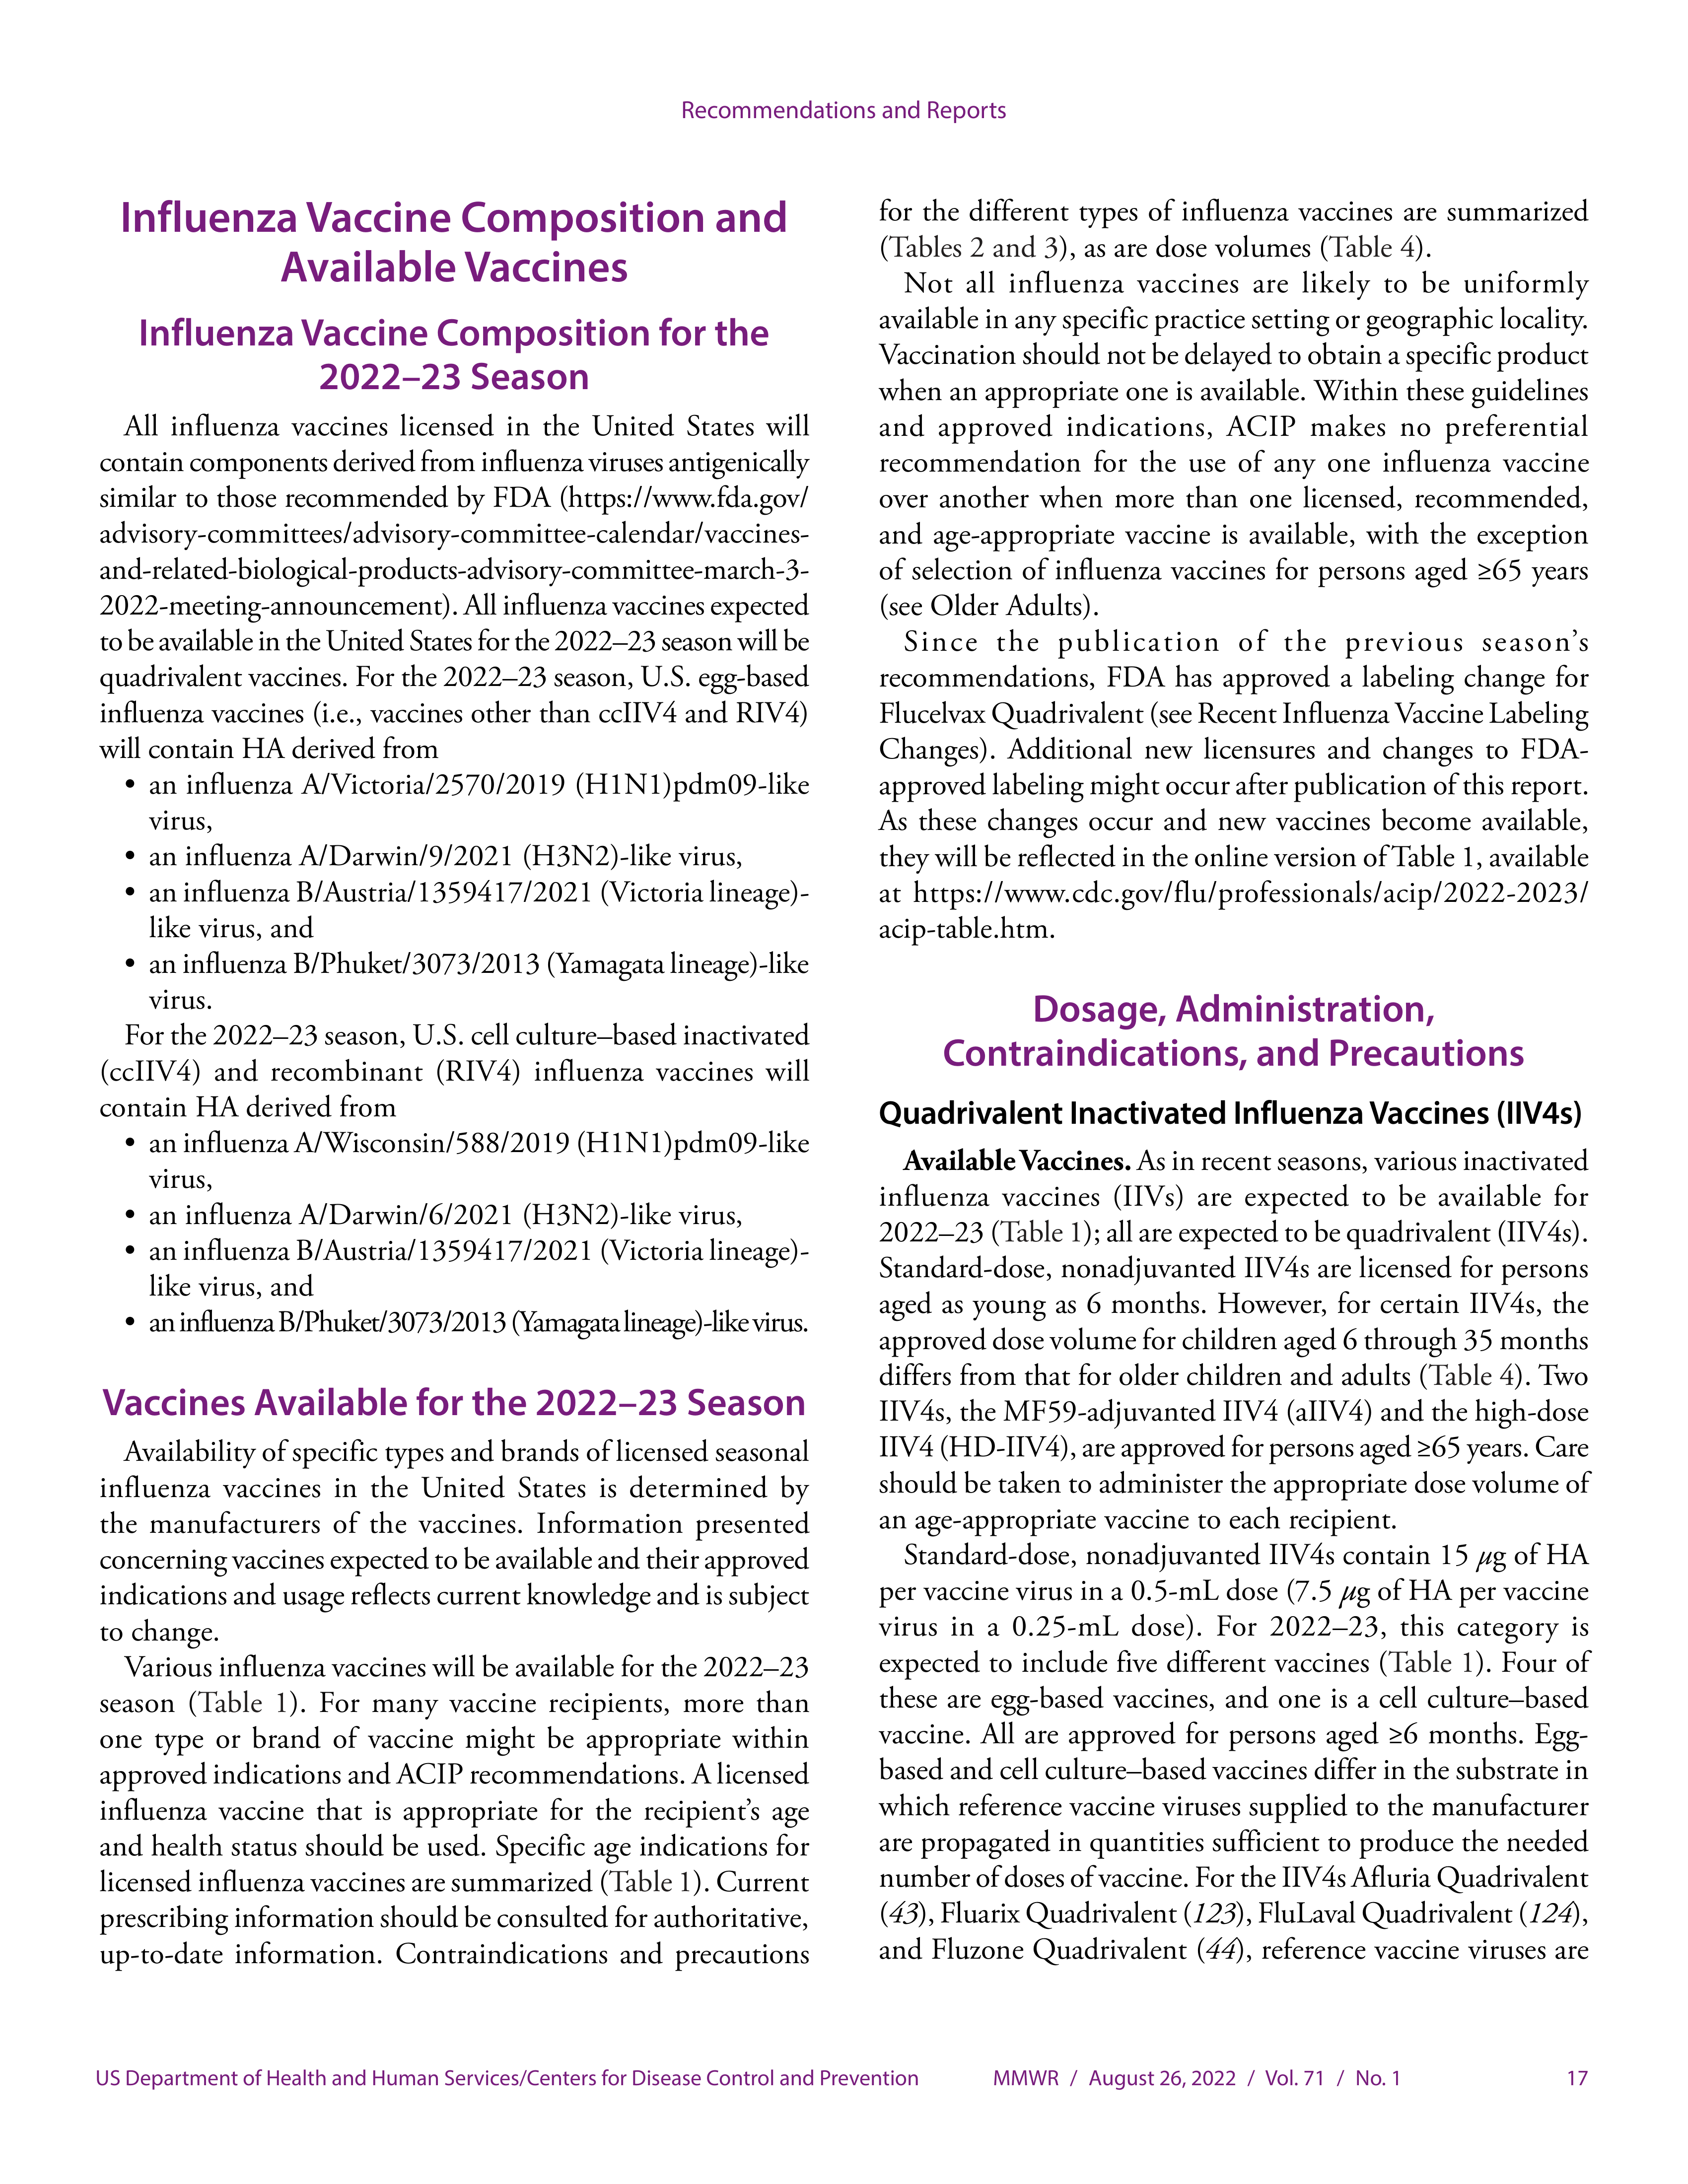 Recommendations and Reports
Influenza Vaccine Composition and
Available Vaccines
Influenza Vaccine Composition for the
2022–23 Season
All influenza vaccines licensed in the United States will
contain components derived from influenza viruses antigenically
similar to those recommended by FDA (https://www.fda.gov/
advisory-committees/advisory-committee-calendar/vaccines-
and-related-biological-products-advisory-committee-march-3-
2022-meeting-announcement). All influenza vaccines expected
to be available in the United States for the 2022–23 season will be
quadrivalent vaccines. For the 2022–23 season, U.S. egg-based
influenza vaccines (i.e., vaccines other than ccIIV4 and RIV4)
will contain HA derived from
• an influenza A/Victoria/2570/2019 (H1N1)pdm09-like
virus,
• an influenza A/Darwin/9/2021 (H3N2)-like virus,
• an influenza B/Austria/1359417/2021 (Victoria lineage)-
like virus, and
• an influenza B/Phuket/3073/2013 (Yamagata lineage)-like
virus.
For the 2022–23 season, U.S. cell culture–based inactivated
(ccIIV4) and recombinant (RIV4) influenza vaccines will
contain HA derived from
• an influenza A/Wisconsin/588/2019 (H1N1)pdm09-like
virus,
• an influenza A/Darwin/6/2021 (H3N2)-like virus,
• an influenza B/Austria/1359417/2021 (Victoria lineage)-
like virus, and
• an influenza B/Phuket/3073/2013 (Yamagata lineage)-like virus.
Vaccines Available for the 2022–23 Season
Availability of specific types and brands of licensed seasonal
influenza vaccines in the United States is determined by
the manufacturers of the vaccines. Information presented
concerning vaccines expected to be available and their approved
indications and usage reflects current knowledge and is subject
to change.
Various influenza vaccines will be available for the 2022–23
season (Table 1). For many vaccine recipients, more than
one type or brand of vaccine might be appropriate within
approved indications and ACIP recommendations. A licensed
influenza vaccine that is appropriate for the recipient’s age
and health status should be used. Specific age indications for
licensed influenza vaccines are summarized (Table 1). Current
prescribing information should be consulted for authoritative,
up-to-date information. Contraindications and precautions
for the different types of influenza vaccines are summarized
(Tables 2 and 3), as are dose volumes (Table 4).
Not all influenza vaccines are likely to be uniformly
available in any specific practice setting or geographic locality.
Vaccination should not be delayed to obtain a specific product
when an appropriate one is available. Within these guidelines
and approved indications, ACIP makes no preferential
recommendation for the use of any one influenza vaccine
over another when more than one licensed, recommended,
and age-appropriate vaccine is available, with the exception
of selection of influenza vaccines for persons aged ≥65 years
(see Older Adults).
Since the publication of the previous season’s
recommendations, FDA has approved a labeling change for
Flucelvax Quadrivalent (see Recent Influenza Vaccine Labeling
Changes). Additional new licensures and changes to FDA-
approved labeling might occur after publication of this report.
As these changes occur and new vaccines become available,
they will be reflected in the online version of Table 1, available
at https://www.cdc.gov/flu/professionals/acip/2022-2023/
acip-table.htm.
Dosage, Administration,
Contraindications, and Precautions
Quadrivalent Inactivated Influenza Vaccines (IIV4s)
Available Vaccines. As in recent seasons, various inactivated
influenza vaccines (IIVs) are expected to be available for
2022–23 (Table 1); all are expected to be quadrivalent (IIV4s).
Standard-dose, nonadjuvanted IIV4s are licensed for persons
aged as young as 6 months. However, for certain IIV4s, the
approved dose volume for children aged 6 through 35 months
differs from that for older children and adults (Table 4). Two
IIV4s, the MF59-adjuvanted IIV4 (aIIV4) and the high-dose
IIV4 (HD-IIV4), are approved for persons aged ≥65 years. Care
should be taken to administer the appropriate dose volume of
an age-appropriate vaccine to each recipient.
Standard-dose, nonadjuvanted IIV4s contain 15 µg of HA
per vaccine virus in a 0.5-mL dose (7.5 µg of HA per vaccine
virus in a 0.25-mL dose). For 2022–23, this category is
expected to include five different vaccines (Table 1). Four of
these are egg-based vaccines, and one is a cell culture–based
vaccine. All are approved for persons aged ≥6 months. Egg-
based and cell culture–based vaccines differ in the substrate in
which reference vaccine viruses supplied to the manufacturer
are propagated in quantities sufficient to produce the needed
number of doses of vaccine. For the IIV4s Afluria Quadrivalent
(43), Fluarix Quadrivalent (123), FluLaval Quadrivalent (124),
and Fluzone Quadrivalent (44), reference vaccine viruses are
US Department of Health and Human Services/Centers for Disease Control and Prevention MMWR / August 26, 2022 / Vol. 71 / No. 1 17